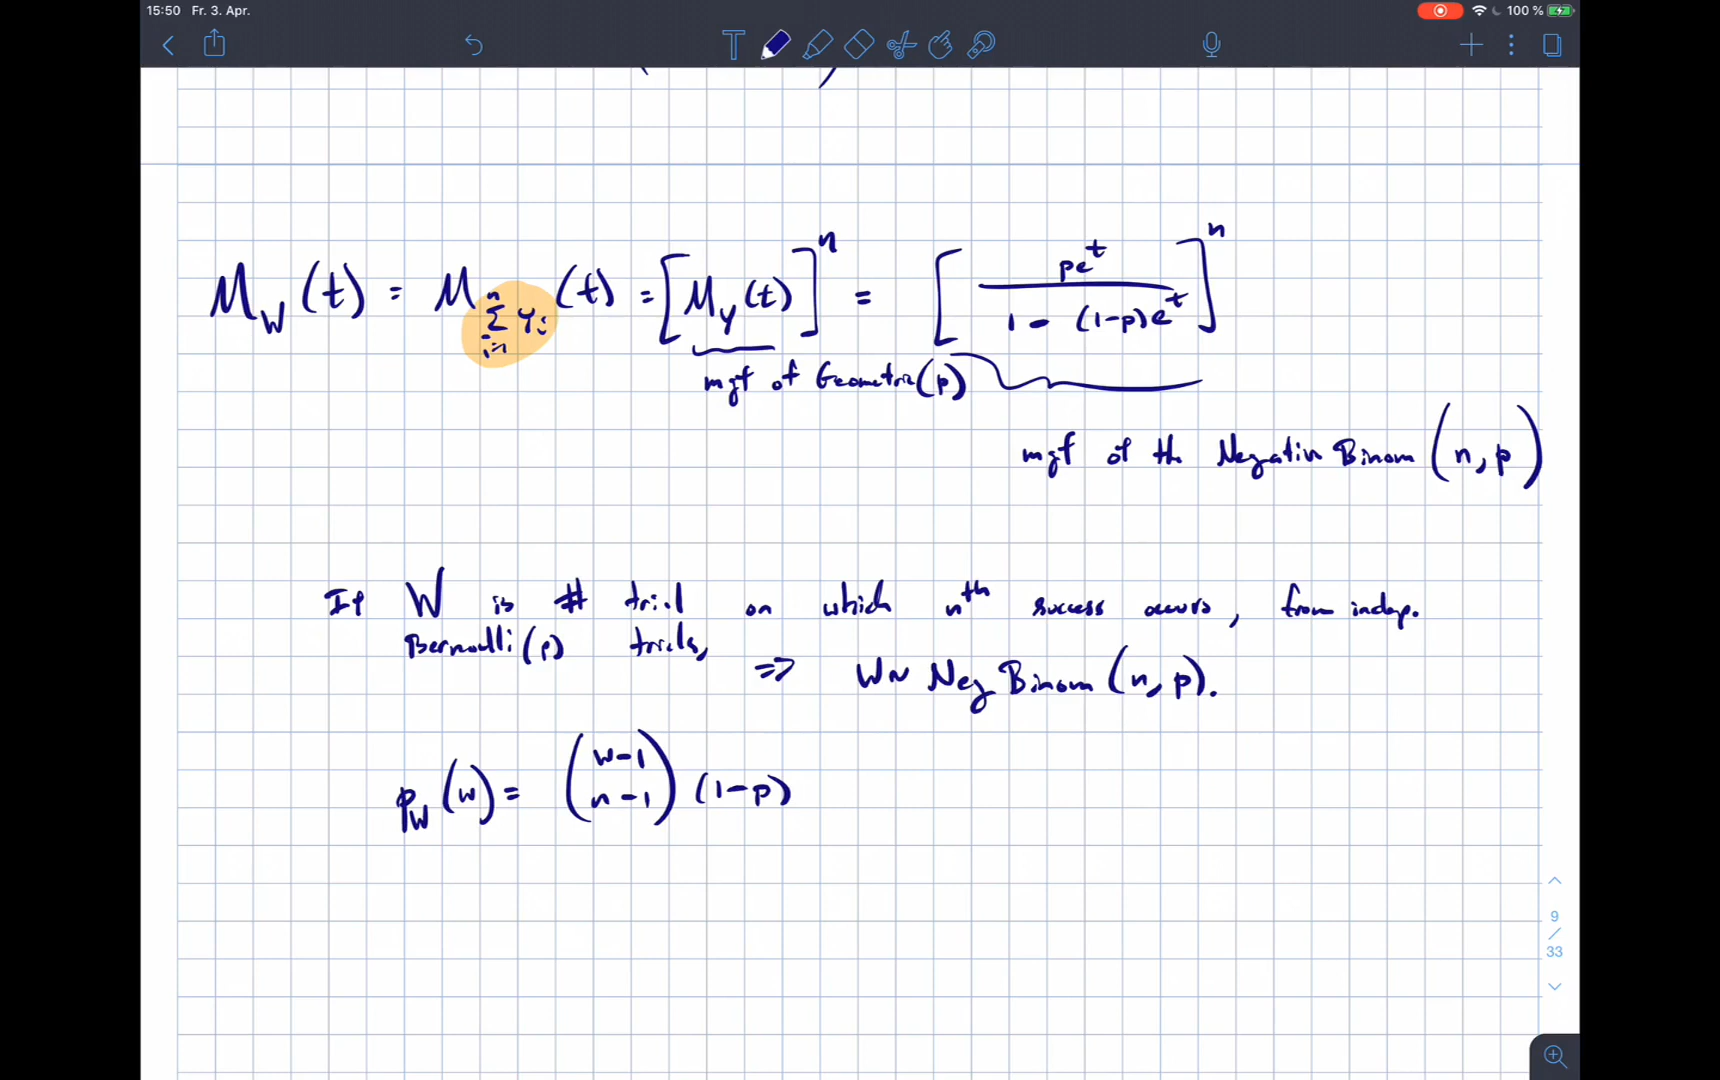 15:50 Fr. 3. Apr. 100 %
M_W(t) = M_{\sum_{i=1}^{n} Y_i}(t) = [M_Y(t)]^n = [pe^t / (1 - (1-p)e^t)]^n
mgf of Geometric(p)
mgf of the Negative Binom (n, p)
If W is # trial on which n^th success occurs, from indep.
Bernoulli(p) trials,
=> W ~ Neg Binom (n, p).
p_W(w) = \binom{w-1}{n-1} (1-p)
9
/
33